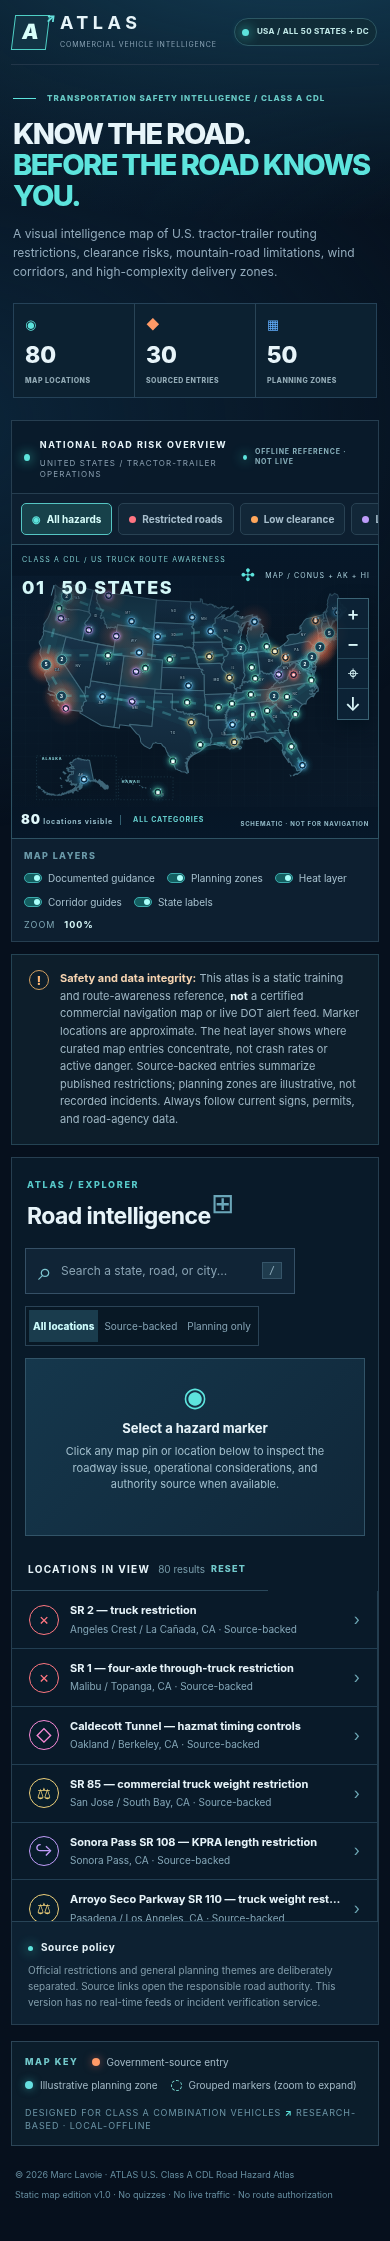 A ATLAS
COMMERCIAL VEHICLE INTELLIGENCE
USA / ALL 50 STATES + DC
TRANSPORTATION SAFETY INTELLIGENCE / CLASS A CDL
KNOW THE ROAD.
BEFORE THE ROAD KNOWS
YOU.
A visual intelligence map of U.S. tractor-trailer routing
restrictions, clearance risks, mountain-road limitations, wind
corridors, and high-complexity delivery zones.
80
MAP LOCATIONS
30
SOURCED ENTRIES
50
PLANNING ZONES
NATIONAL ROAD RISK OVERVIEW
UNITED STATES / TRACTOR-TRAILER
OPERATIONS
OFFLINE REFERENCE ·
NOT LIVE
All hazards
Restricted roads
Low clearance
CLASS A CDL / US TRUCK ROUTE AWARENESS
01 / 50 STATES
MAP / CONUS + AK + HI
+
−
ALASKA
HAWAII
80 locations visible
ALL CATEGORIES
SCHEMATIC · NOT FOR NAVIGATION
MAP LAYERS
Documented guidance
Planning zones
Heat layer
Corridor guides
State labels
ZOOM 100%
! Safety and data integrity: This atlas is a static training
and route-awareness reference, not a certified
commercial navigation map or live DOT alert feed. Marker
locations are approximate. The heat layer shows where
curated map entries concentrate, not crash rates or
active danger. Source-backed entries summarize
published restrictions; planning zones are illustrative, not
recorded incidents. Always follow current signs, permits,
and road-agency data.
ATLAS / EXPLORER
Road intelligence
Search a state, road, or city... /
All locations
Source-backed
Planning only
Select a hazard marker
Click any map pin or location below to inspect the
roadway issue, operational considerations, and
authority source when available.
LOCATIONS IN VIEW 80 results RESET
SR 2 — truck restriction
Angeles Crest / La Cañada, CA · Source-backed
SR 1 — four-axle through-truck restriction
Malibu / Topanga, CA · Source-backed
Caldecott Tunnel — hazmat timing controls
Oakland / Berkeley, CA · Source-backed
SR 85 — commercial truck weight restriction
San Jose / South Bay, CA · Source-backed
Sonora Pass SR 108 — KPRA length restriction
Sonora Pass, CA · Source-backed
Arroyo Seco Parkway SR 110 — truck weight rest...
Pasadena / Los Angeles, CA · Source-backed
Source policy
Official restrictions and general planning themes are deliberately
separated. Source links open the responsible road authority. This
version has no real-time feeds or incident verification service.
MAP KEY
Government-source entry
Illustrative planning zone
Grouped markers (zoom to expand)
DESIGNED FOR CLASS A COMBINATION VEHICLES ↗ RESEARCH-
BASED · LOCAL-OFFLINE
© 2026 Marc Lavoie · ATLAS U.S. Class A CDL Road Hazard Atlas
Static map edition v1.0 · No quizzes · No live traffic · No route authorization